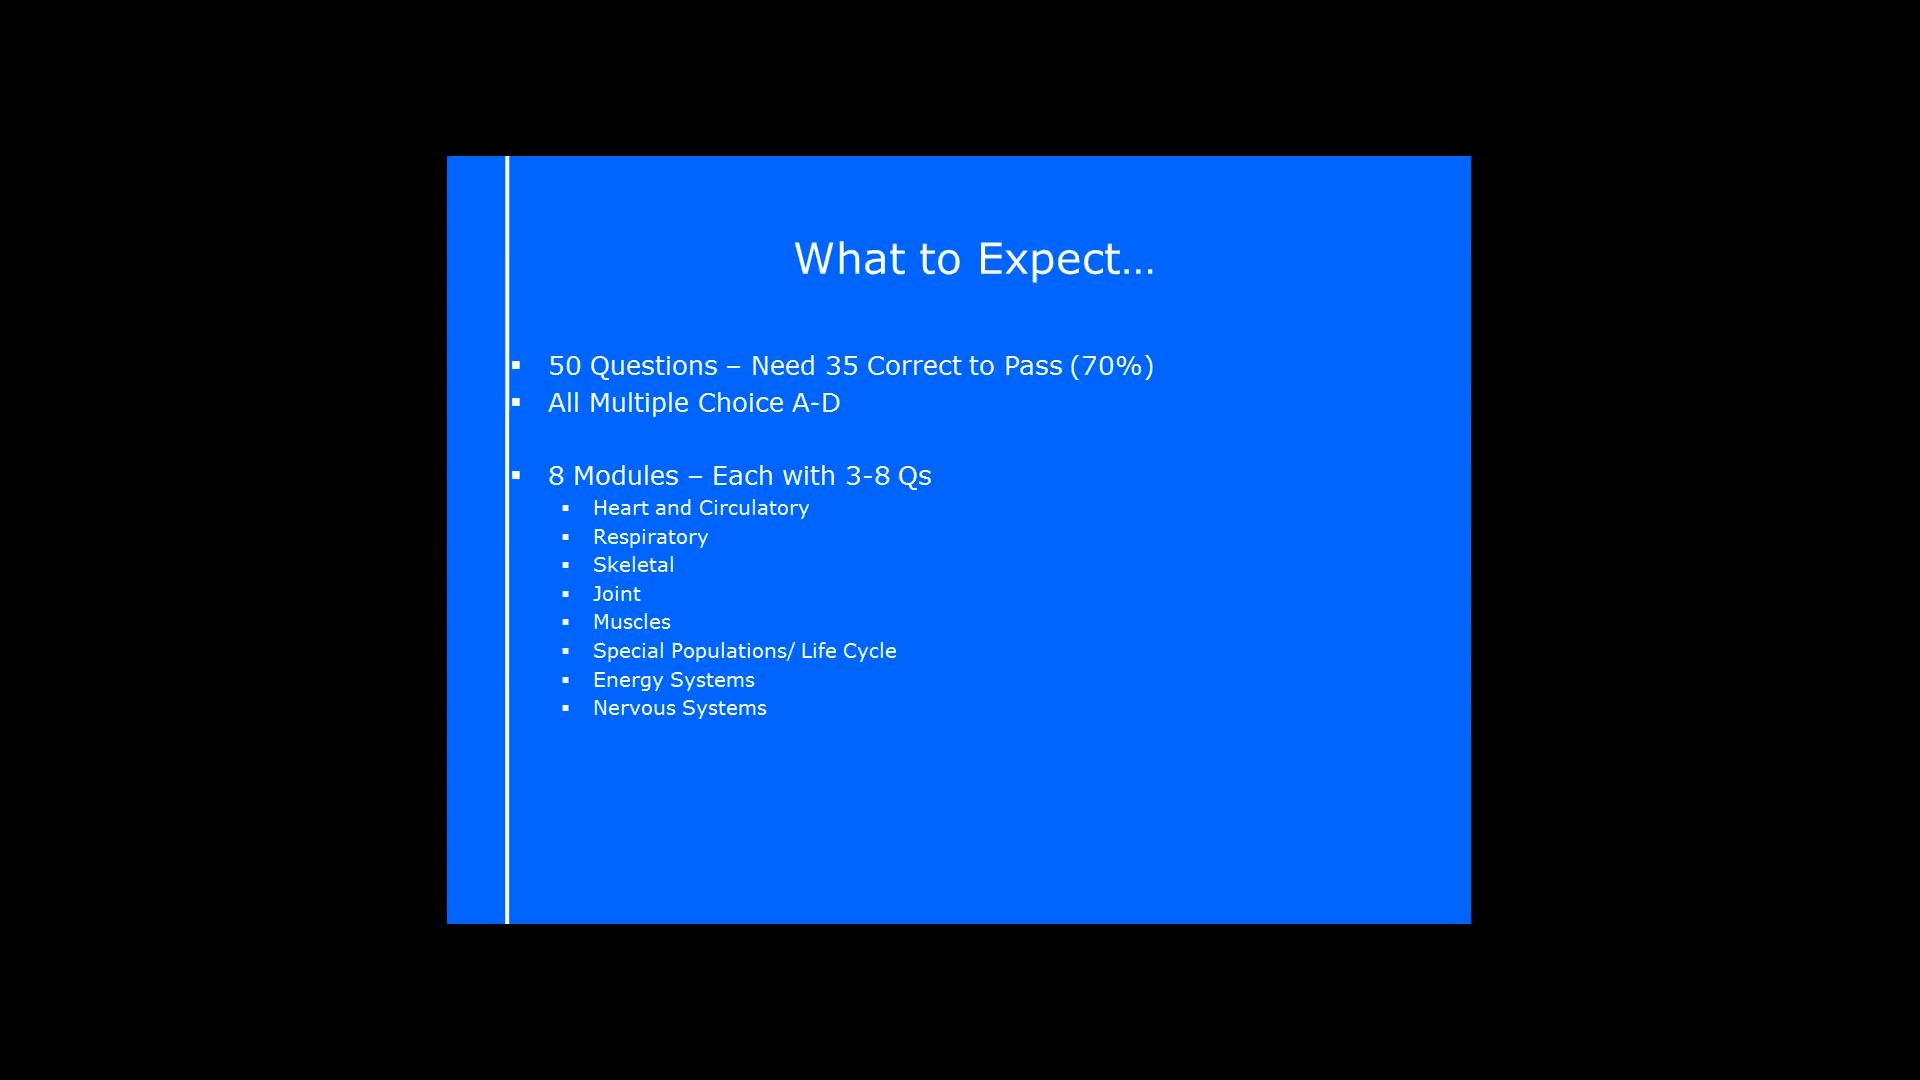 What to Expect...
▪ 50 Questions – Need 35 Correct to Pass (70%)
▪ All Multiple Choice A-D
▪ 8 Modules – Each with 3-8 Qs
▪ Heart and Circulatory
▪ Respiratory
▪ Skeletal
▪ Joint
▪ Muscles
▪ Special Populations/ Life Cycle
▪ Energy Systems
▪ Nervous Systems